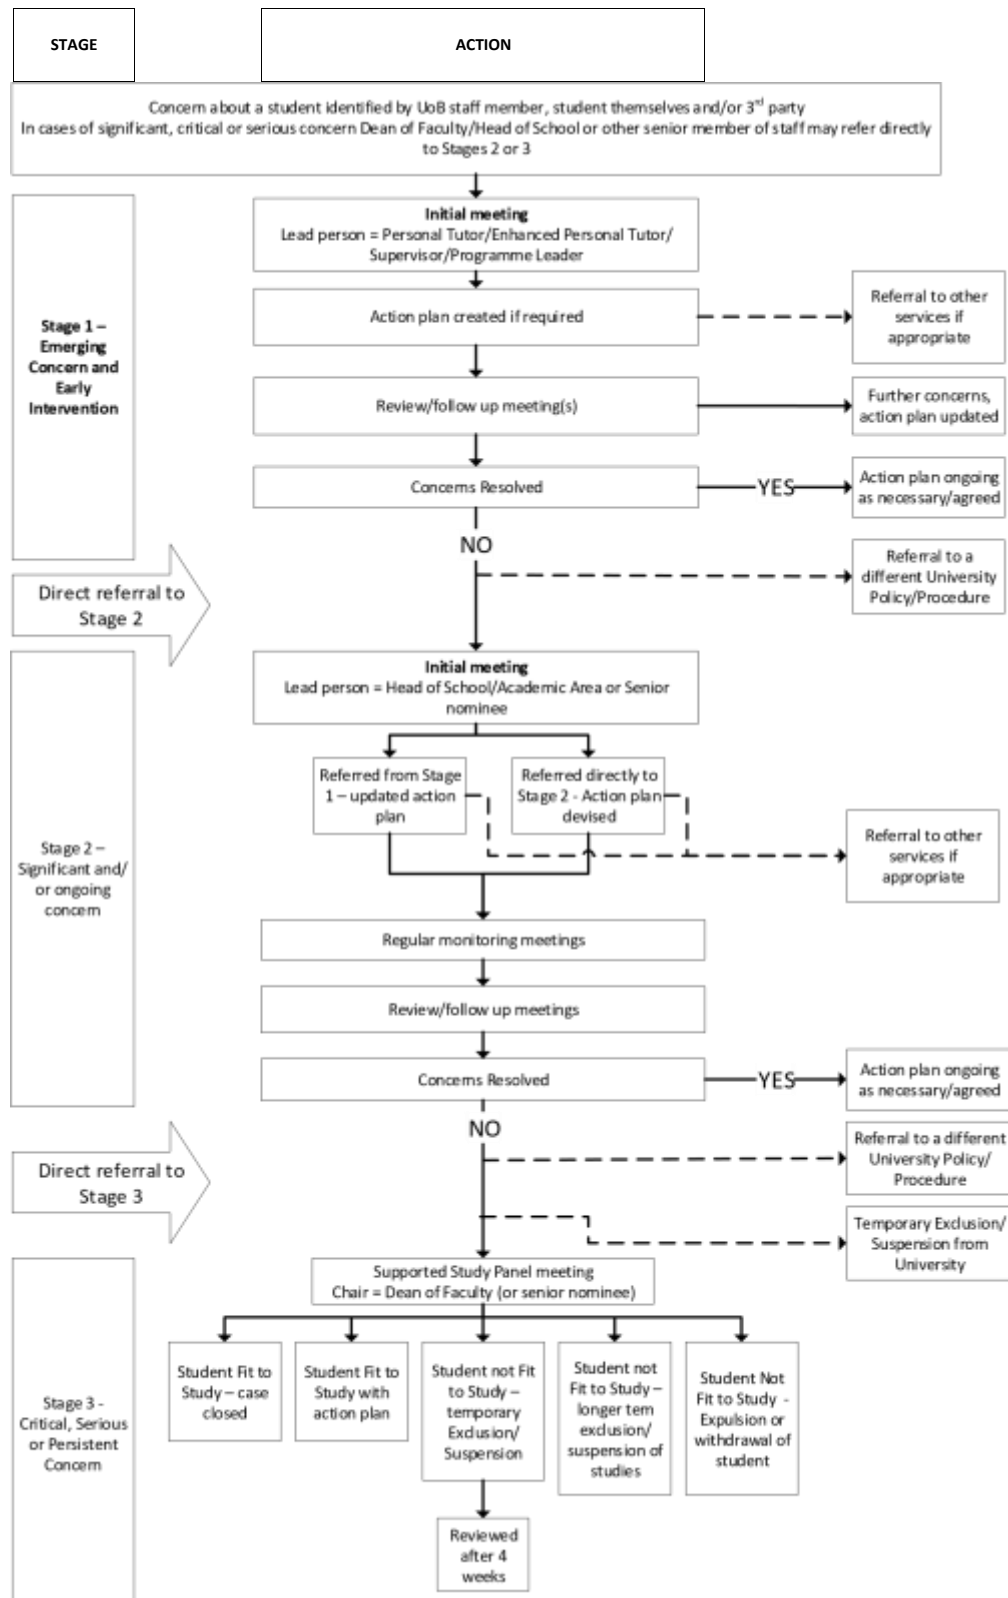 STAGE
ACTION
Concern about a student identified by UoB staff member, student themselves and/or 3rd party
In cases of significant, critical or serious concern Dean of Faculty/Head of School or other senior member of staff may refer directly
to Stages 2 or 3
Stage 1 –
Emerging
Concern and
Early
Intervention
Initial meeting
Lead person = Personal Tutor/Enhanced Personal Tutor/
Supervisor/Programme Leader
Action plan created if required
Referral to other
services if
appropriate
Review/follow up meeting(s)
Further concerns,
action plan updated
Concerns Resolved
YES
Action plan ongoing
as necessary/agreed
NO
Referral to a
different University
Policy/Procedure
Direct referral to
Stage 2
Stage 2 –
Significant and/
or ongoing
concern
Initial meeting
Lead person = Head of School/Academic Area or Senior
nominee
Referred from Stage
1 – updated action
plan
Referred directly to
Stage 2 - Action plan
devised
Referral to other
services if
appropriate
Regular monitoring meetings
Review/follow up meetings
Concerns Resolved
YES
Action plan ongoing
as necessary/agreed
NO
Referral to a different
University Policy/
Procedure
Direct referral to
Stage 3
Temporary Exclusion/
Suspension from
University
Stage 3 -
Critical, Serious
or Persistent
Concern
Supported Study Panel meeting
Chair = Dean of Faculty (or senior nominee)
Student Fit to
Study – case
closed
Student Fit to
Study with
action plan
Student not Fit
to Study –
temporary
Exclusion/
Suspension
Student not
Fit to Study –
longer tem
exclusion/
suspension of
studies
Student Not
Fit to Study -
Expulsion or
withdrawal of
student
Reviewed
after 4
weeks